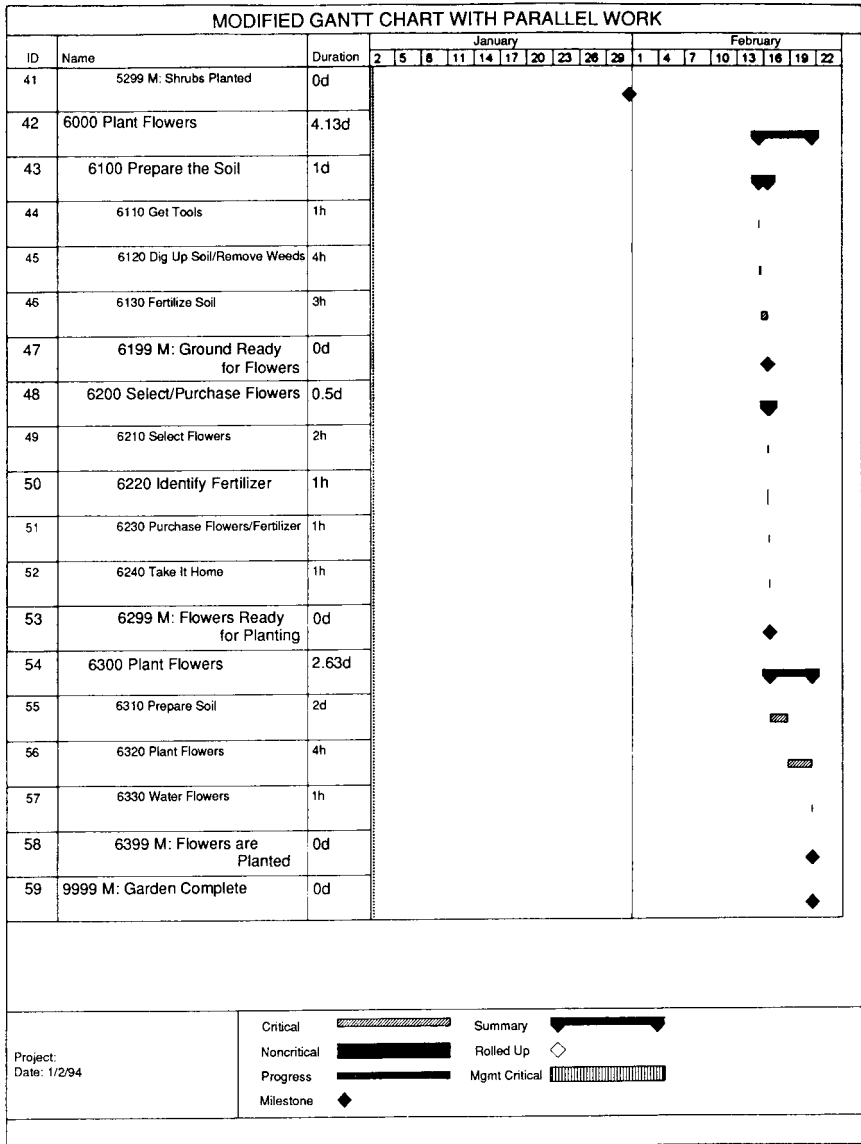 MODIFIED GANTT CHART WITH PARALLEL WORK
January February
ID Name Duration 2 5 8 11 14 17 20 23 26 29 1 4 7 10 13 16 19 22
41 5299 M: Shrubs Planted 0d
42 6000 Plant Flowers 4.13d
43 6100 Prepare the Soil 1d
44 6110 Get Tools 1h
45 6120 Dig Up Soil/Remove Weeds 4h
46 6130 Fertilize Soil 3h
47 6199 M: Ground Ready 0d
for Flowers
48 6200 Select/Purchase Flowers 0.5d
49 6210 Select Flowers 2h
50 6220 Identify Fertilizer 1h
51 6230 Purchase Flowers/Fertilizer 1h
52 6240 Take It Home 1h
53 6299 M: Flowers Ready 0d
for Planting
54 6300 Plant Flowers 2.63d
55 6310 Prepare Soil 2d
56 6320 Plant Flowers 4h
57 6330 Water Flowers 1h
58 6399 M: Flowers are 0d
Planted
59 9999 M: Garden Complete 0d
Project:
Date: 1/2/94
Critical Summary
Noncritical Rolled Up
Progress Mgmt Critical
Milestone